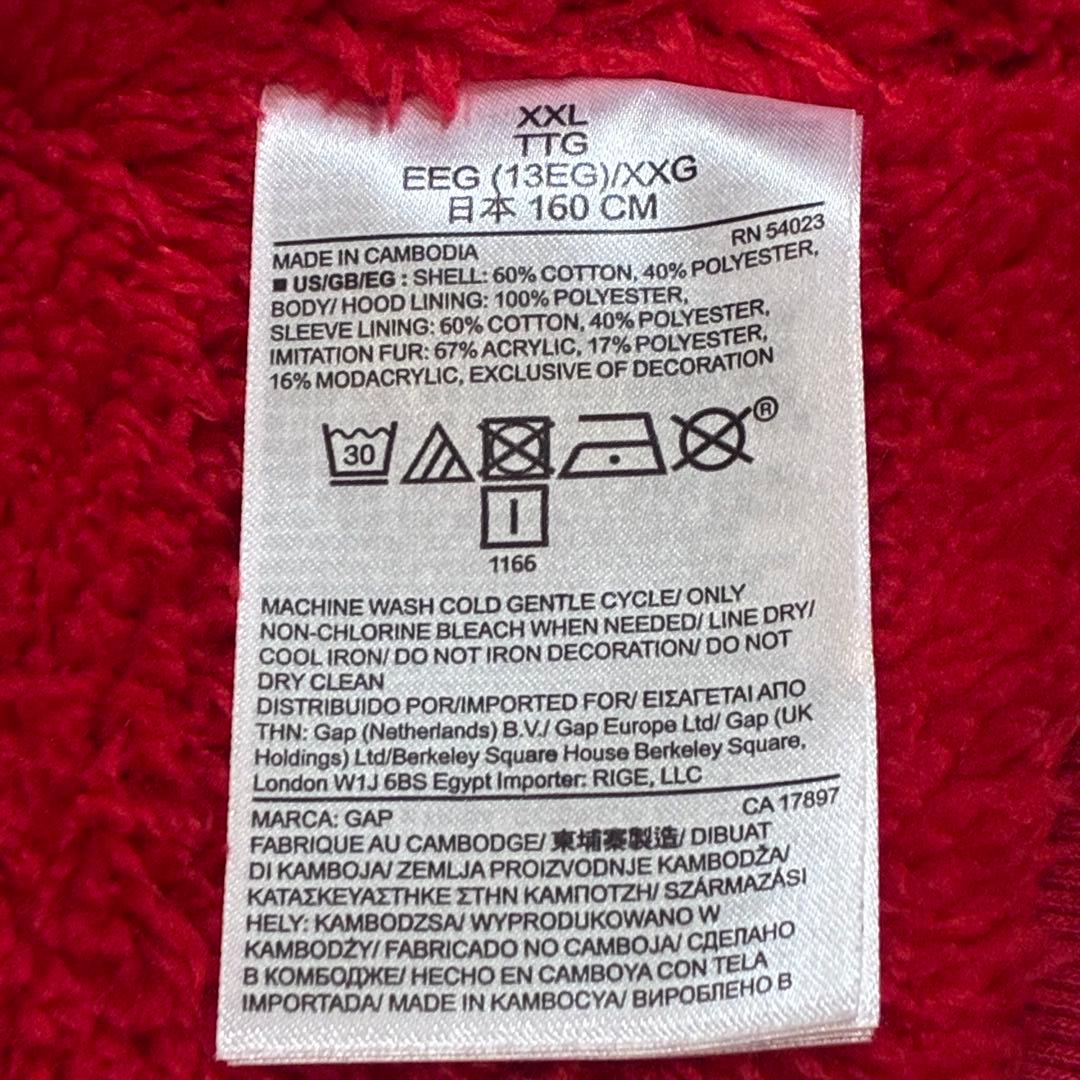 XXL
TTG
EEG (13EG)/XXG
日本 160 CM
RN 54023
MADE IN CAMBODIA
■ US/GB/EG : SHELL: 60% COTTON, 40% POLYESTER,
BODY/ HOOD LINING: 100% POLYESTER,
SLEEVE LINING: 60% COTTON, 40% POLYESTER,
IMITATION FUR: 67% ACRYLIC, 17% POLYESTER,
16% MODACRYLIC, EXCLUSIVE OF DECORATION
30
®
1166
MACHINE WASH COLD GENTLE CYCLE/ ONLY
NON-CHLORINE BLEACH WHEN NEEDED/ LINE DRY/
COOL IRON/ DO NOT IRON DECORATION/ DO NOT
DRY CLEAN
DISTRIBUIDO POR/IMPORTED FOR/ ΕΙΣΑΓΕΤΑΙ ΑΠΟ
ΤΗΝ: Gap (Netherlands) B.V./ Gap Europe Ltd/ Gap (UK
Holdings) Ltd/Berkeley Square House Berkeley Square,
London W1J 6BS Egypt Importer: RIGE, LLC
CA 17897
MARCA: GAP
FABRIQUE AU CAMBODGE/ 柬埔寨製造/ DIBUAT
DI KAMBOJA/ ZEMLJA PROIZVODNJE KAMBODŽA/
ΚΑΤΑΣΚΕΥΑΣΤΗΚΕ ΣΤΗΝ ΚΑΜΠΟΤΖΗ/ SZÁRMAZÁSI
HELY: KAMBODZSA/ WYPRODUKOWANO W
KAMBODŻY/ FABRICADO NO CAMBOJA/ СДЕЛАНО
В КОМБОДЖЕ/ HECHO EN CAMBOYA CON TELA
IMPORTADA/ MADE IN KAMBOCYA/ ВИРОБЛЕНО В